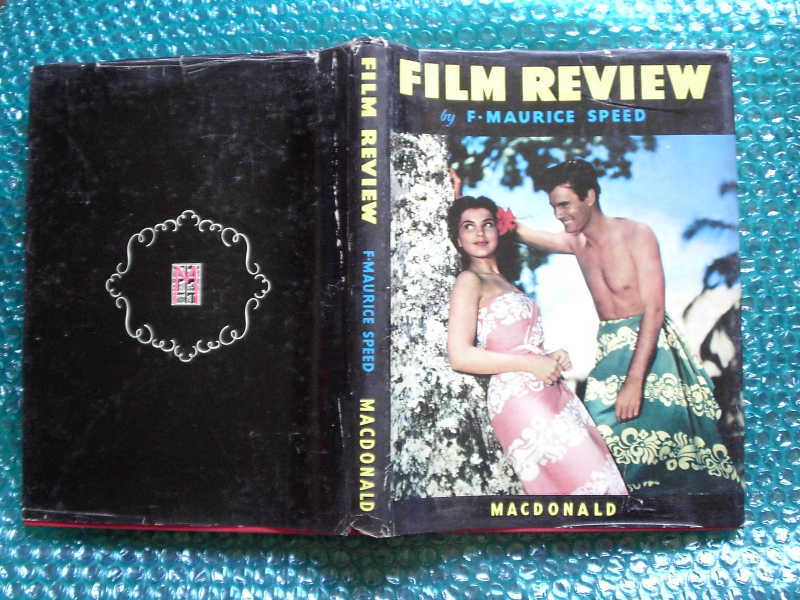 FILM REVIEW
by F·MAURICE SPEED
MACDONALD
FILM REVIEW
F·MAURICE SPEED
MACDONALD